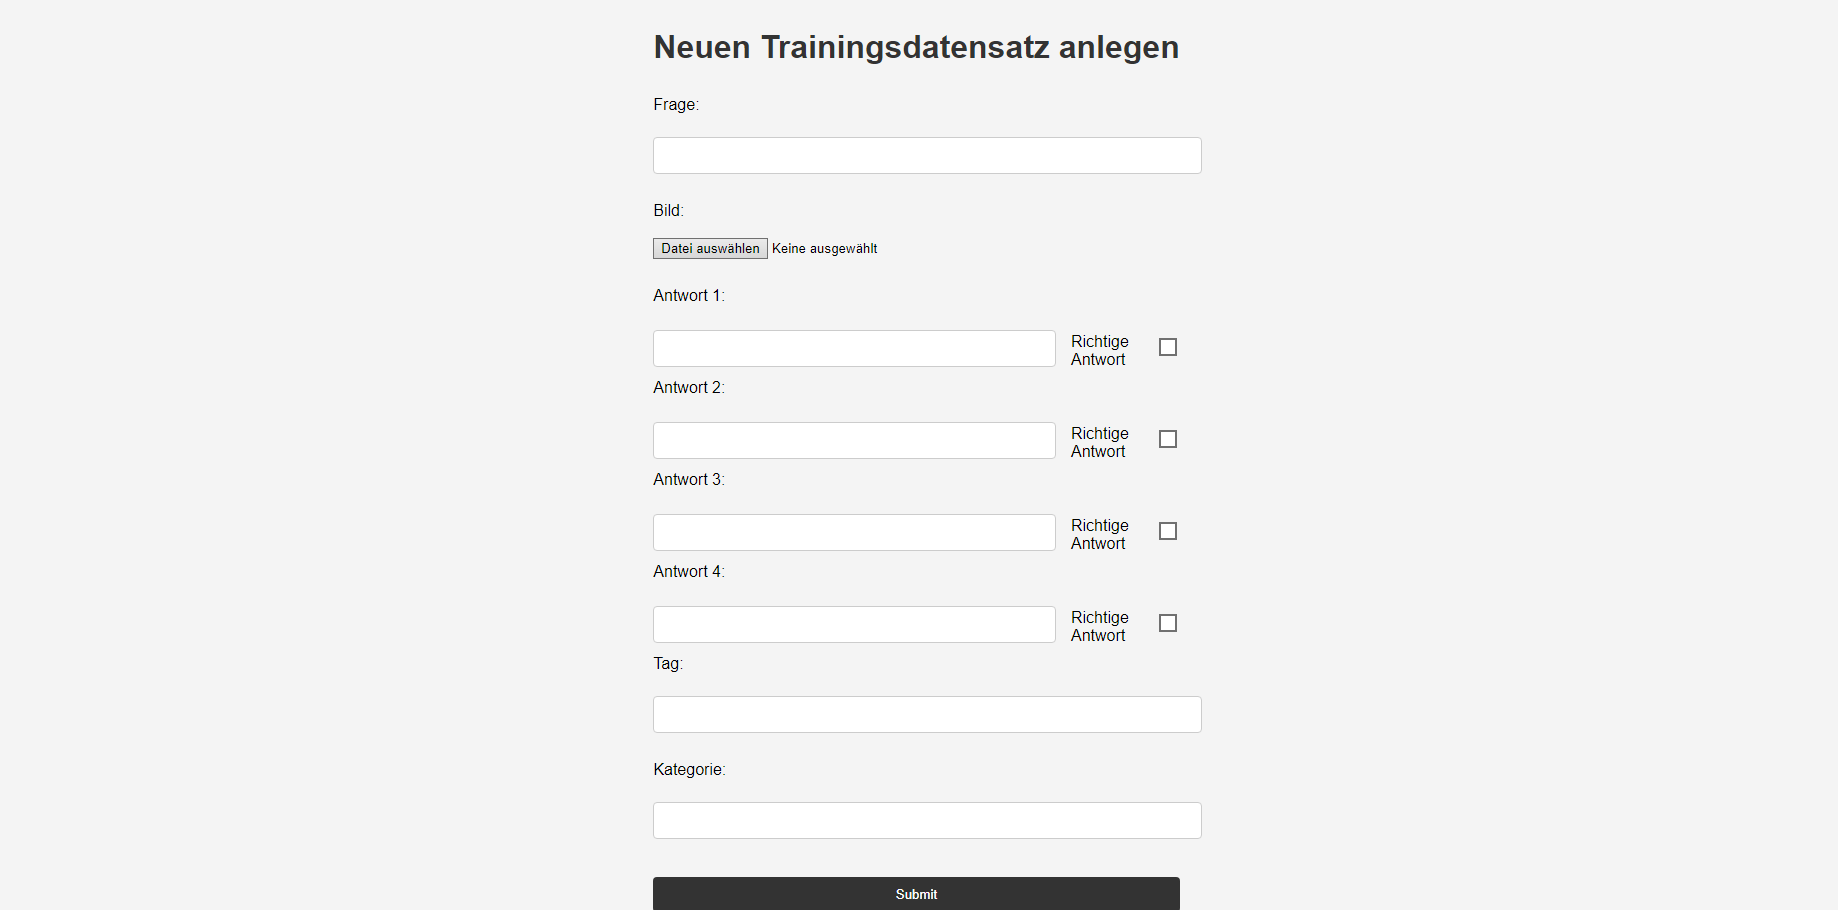 Neuen Trainingsdatensatz anlegen
Frage:
Bild:
Datei auswählen Keine ausgewählt
Antwort 1:
Richtige
Antwort
Antwort 2:
Richtige
Antwort
Antwort 3:
Richtige
Antwort
Antwort 4:
Richtige
Antwort
Tag:
Kategorie:
Submit